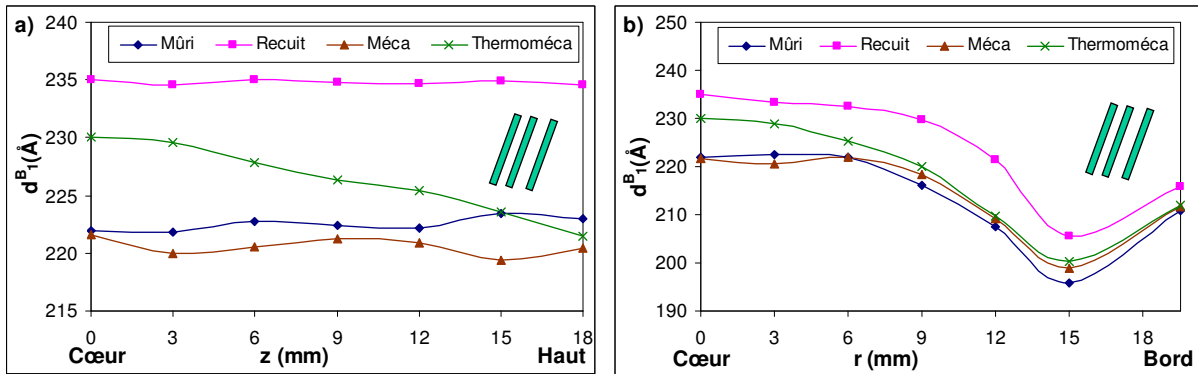 a)
Mûri Recuit Méca Thermoméca
240
235
230
225
220
215
d^B_1(Å)
0 3 6 9 12 15 18
Cœur z (mm) Haut
b)
Mûri Recuit Méca Thermoméca
250
240
230
220
210
200
190
d^B_1(Å)
0 3 6 9 12 15 18
Cœur r (mm) Bord